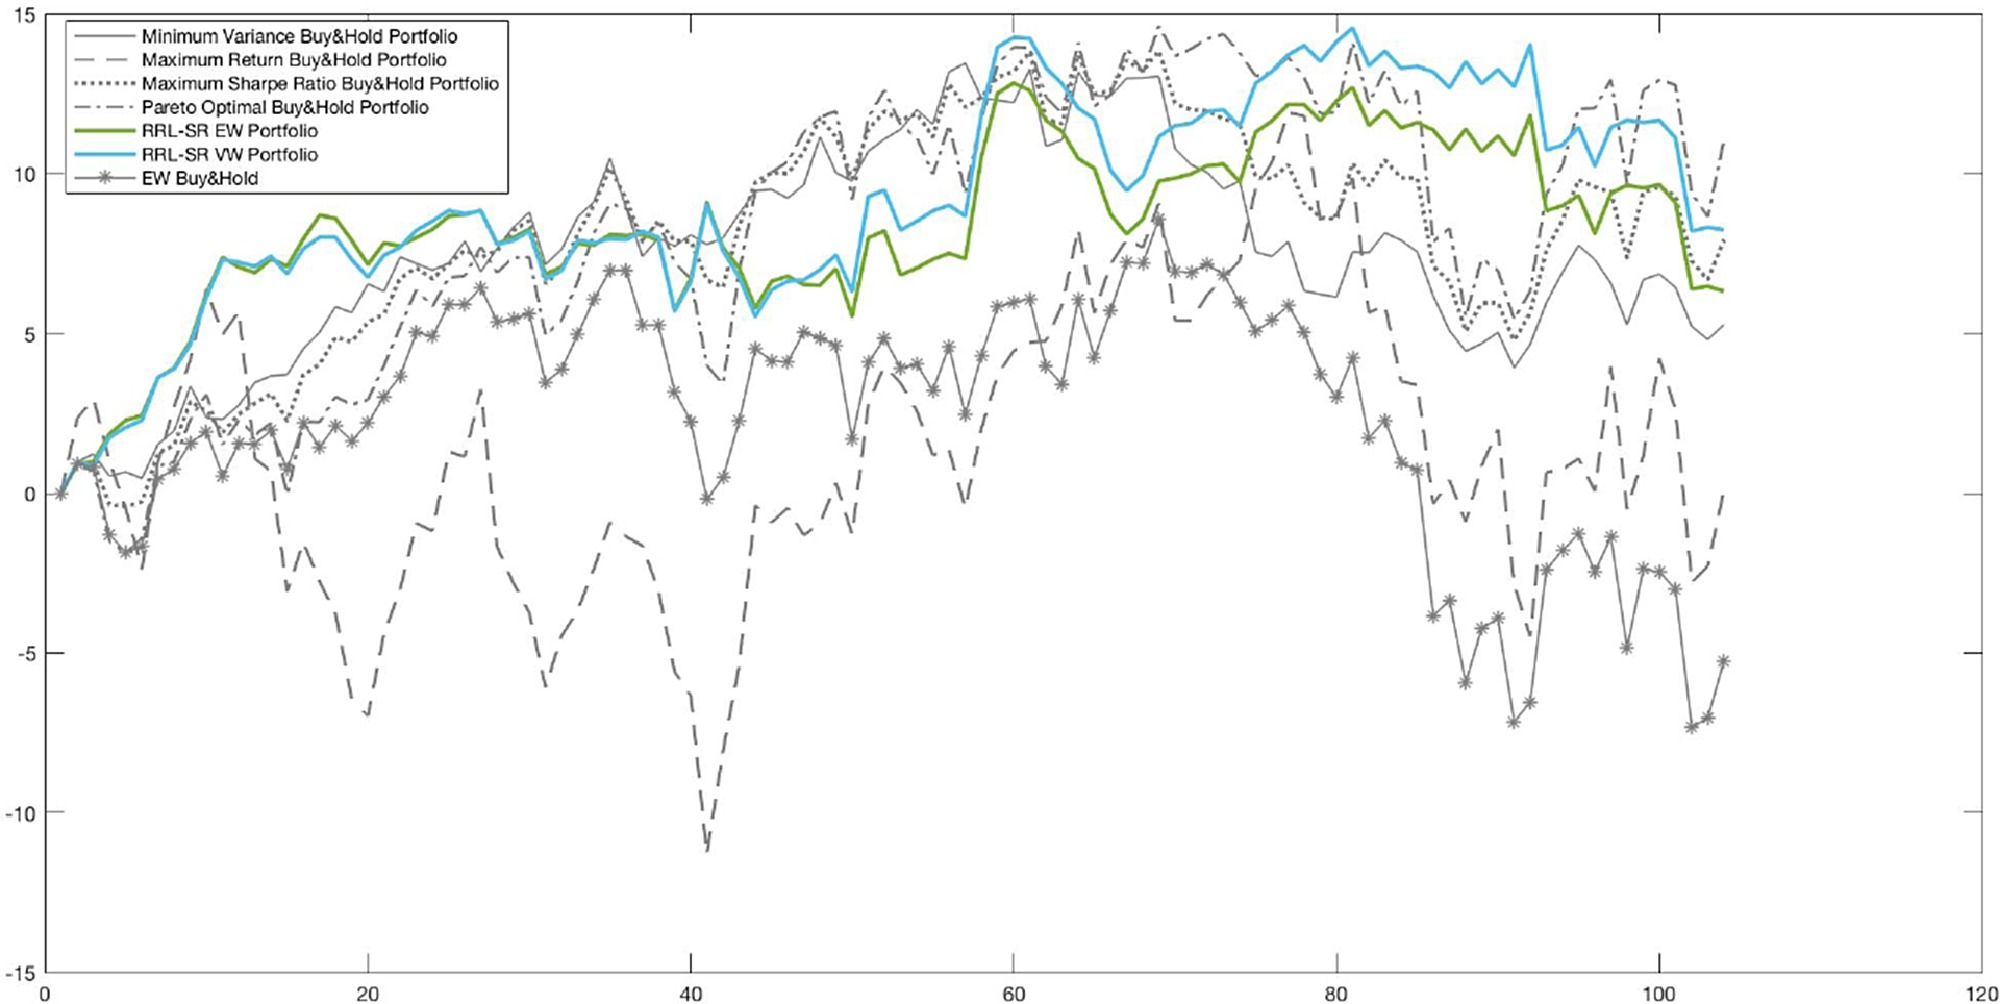 15
10
5
0
-5
-10
-15
Minimum Variance Buy&Hold Portfolio
Maximum Return Buy&Hold Portfolio
Maximum Sharpe Ratio Buy&Hold Portfolio
Pareto Optimal Buy&Hold Portfolio
RRL-SR EW Portfolio
RRL-SR VW Portfolio
EW Buy&Hold
0 20 40 60 80 100 120